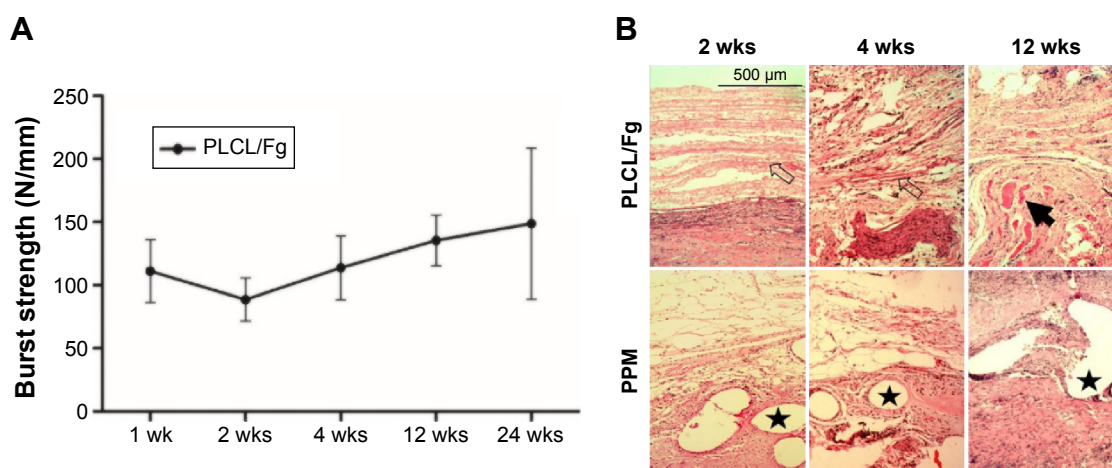 A
Burst strength (N/mm)
250
200
150
100
50
0
PLCL/Fg
1 wk
2 wks
4 wks
12 wks
24 wks
B
2 wks
4 wks
12 wks
500 µm
PLCL/Fg
PPM